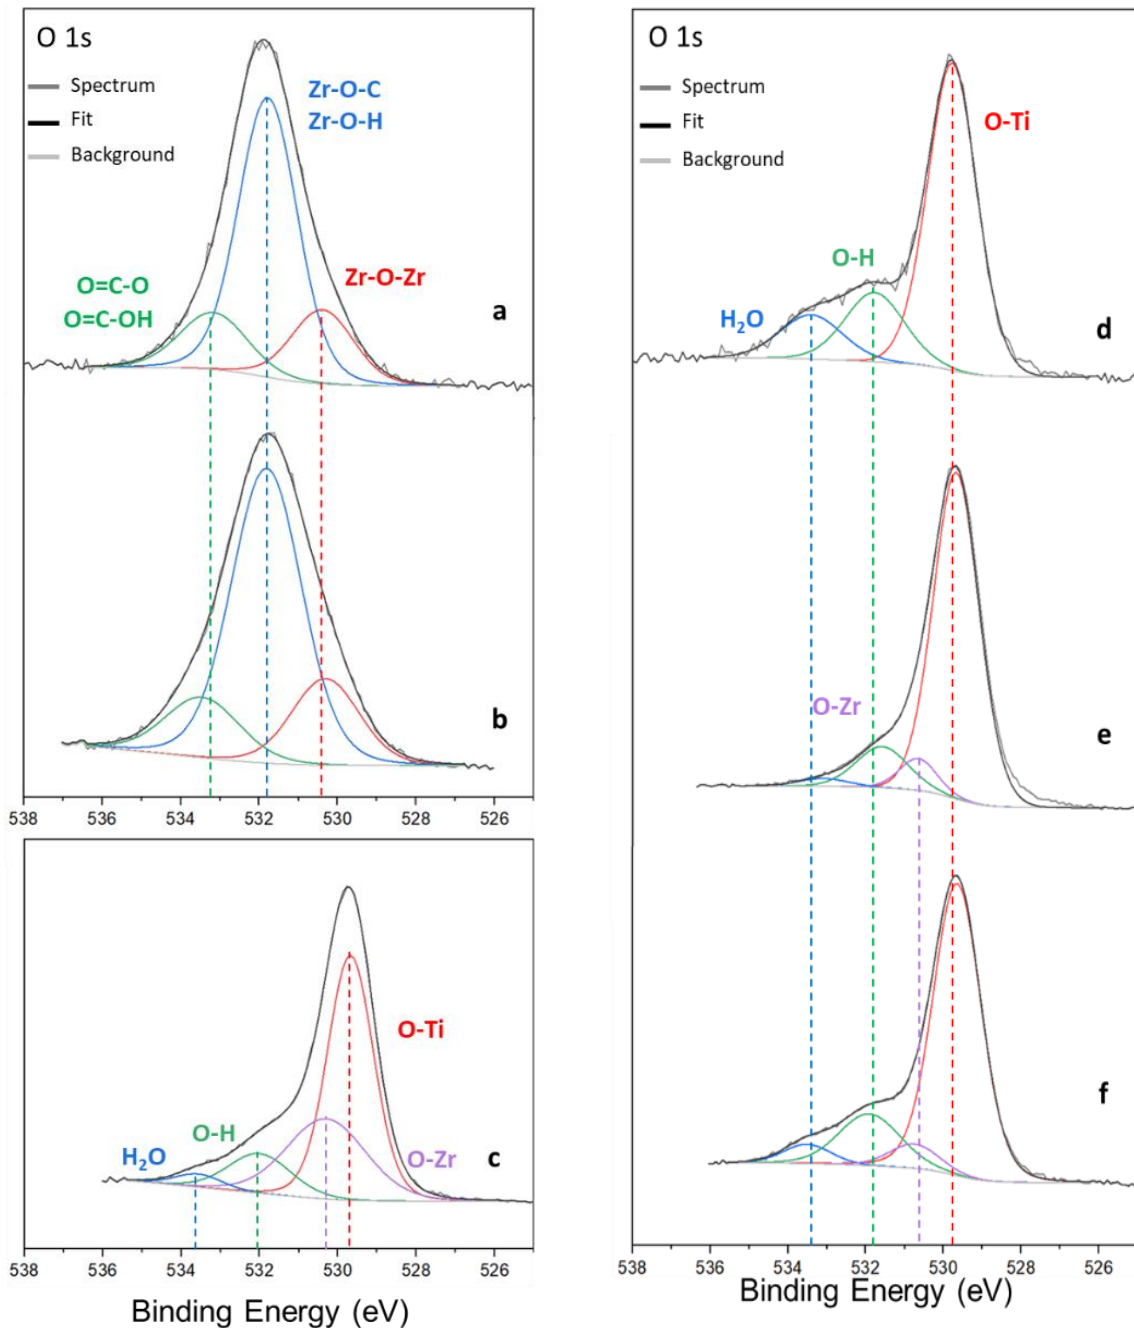 O 1s
Spectrum
Fit
Background
Zr-O-C
Zr-O-H
O=C-O
O=C-OH
Zr-O-Zr
a
b
538 536 534 532 530 528 526
O-Ti
O-H
H₂O
O-Zr
c
538 536 534 532 530 528 526
Binding Energy (eV)
O 1s
Spectrum
Fit
Background
O-Ti
O-H
H₂O
d
O-Zr
e
f
538 536 534 532 530 528 526
Binding Energy (eV)